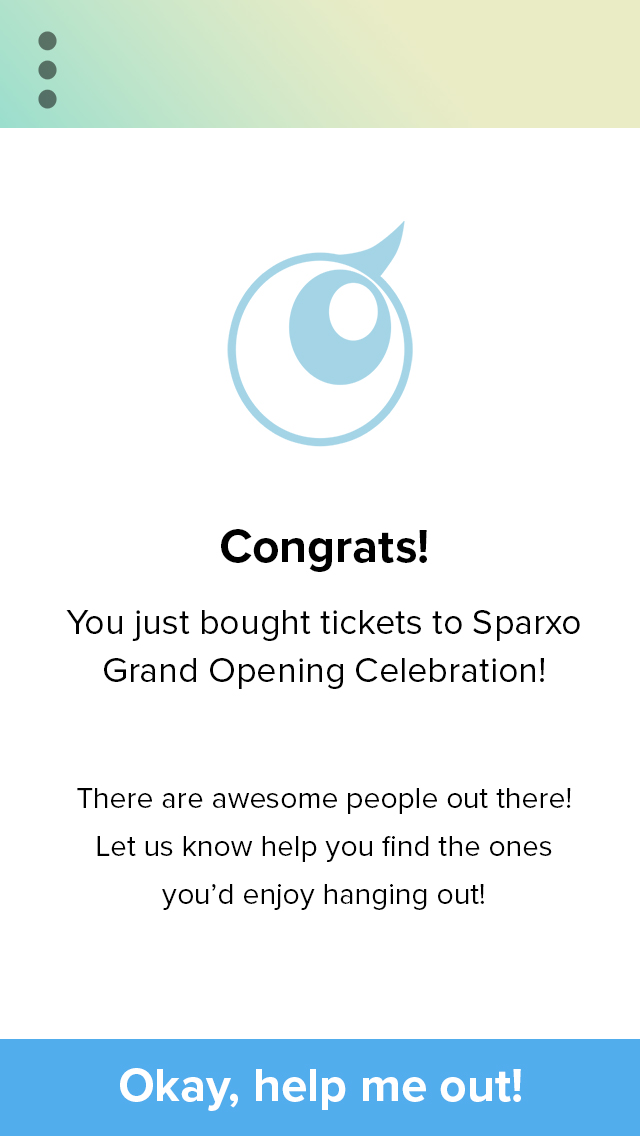 Congrats!
You just bought tickets to Sparxo
Grand Opening Celebration!
There are awesome people out there!
Let us know help you find the ones
you’d enjoy hanging out!
Okay, help me out!